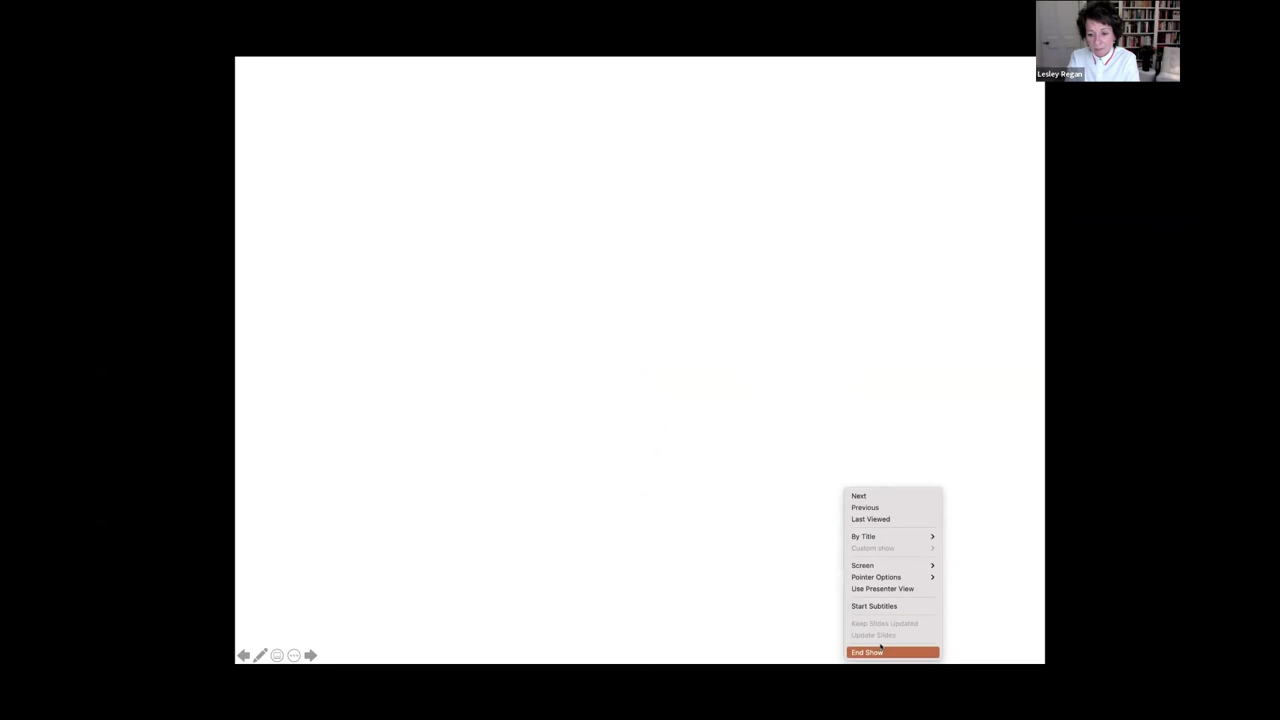 Lesley Regan
Next
Previous
Last Viewed
By Title
Custom show
Screen
Pointer Options
Use Presenter View
Start Subtitles
Keep Slides Updated
Update Slides
End Show